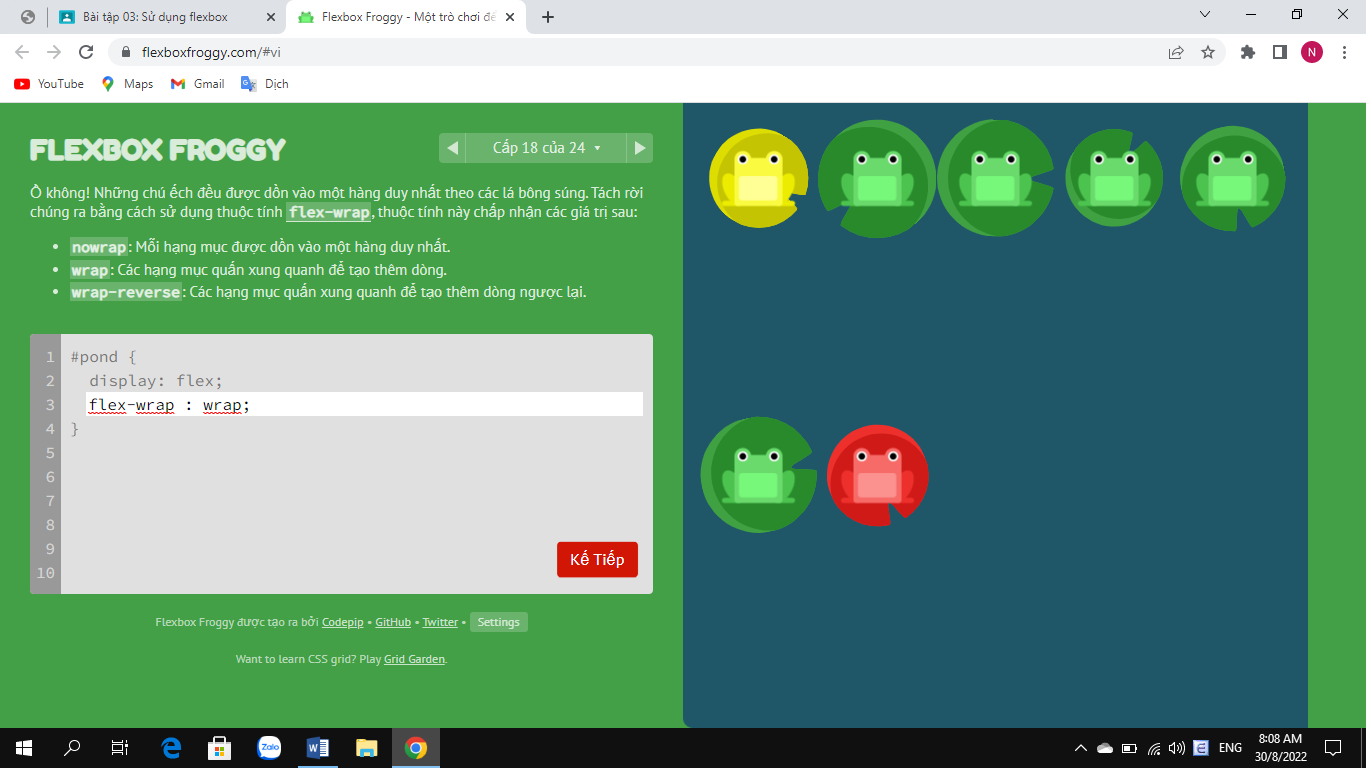 Bài tập 03: Sử dụng flexbox
Flexbox Froggy - Một trò chơi để
flexboxfroggy.com/#vi
N
YouTube
Maps
Gmail
Dịch
FLEXBOX FROGGY
Cấp 18 của 24
Ồ không! Những chú ếch đều được dồn vào một hàng duy nhất theo các lá bông súng. Tách rời
chúng ra bằng cách sử dụng thuộc tính flex-wrap, thuộc tính này chấp nhận các giá trị sau:
• nowrap: Mỗi hạng mục được dồn vào một hàng duy nhất.
• wrap: Các hạng mục quấn xung quanh để tạo thêm dòng.
• wrap-reverse: Các hạng mục quấn xung quanh để tạo thêm dòng ngược lại.
1 #pond {
2 display: flex;
3 flex-wrap : wrap;
4 }
5
6
7
8
9
10
Kế Tiếp
Flexbox Froggy được tạo ra bởi Codepip • GitHub • Twitter • Settings
Want to learn CSS grid? Play Grid Garden.
Zalo
W
ENG
8:08 AM
30/8/2022